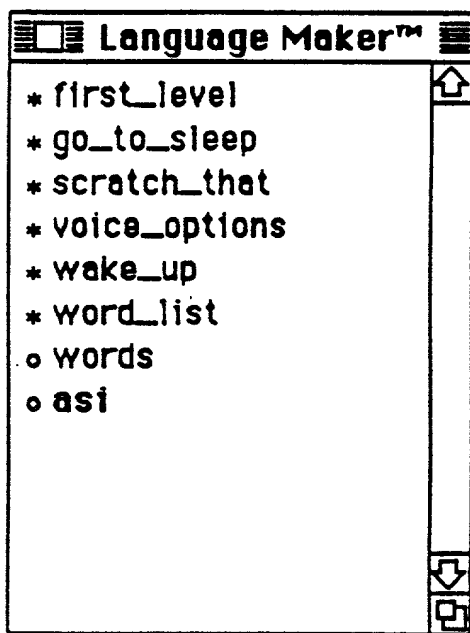 Language Maker™
* first_level
* go_to_sleep
* scratch_that
* voice_options
* wake_up
* word_list
o words
o asi